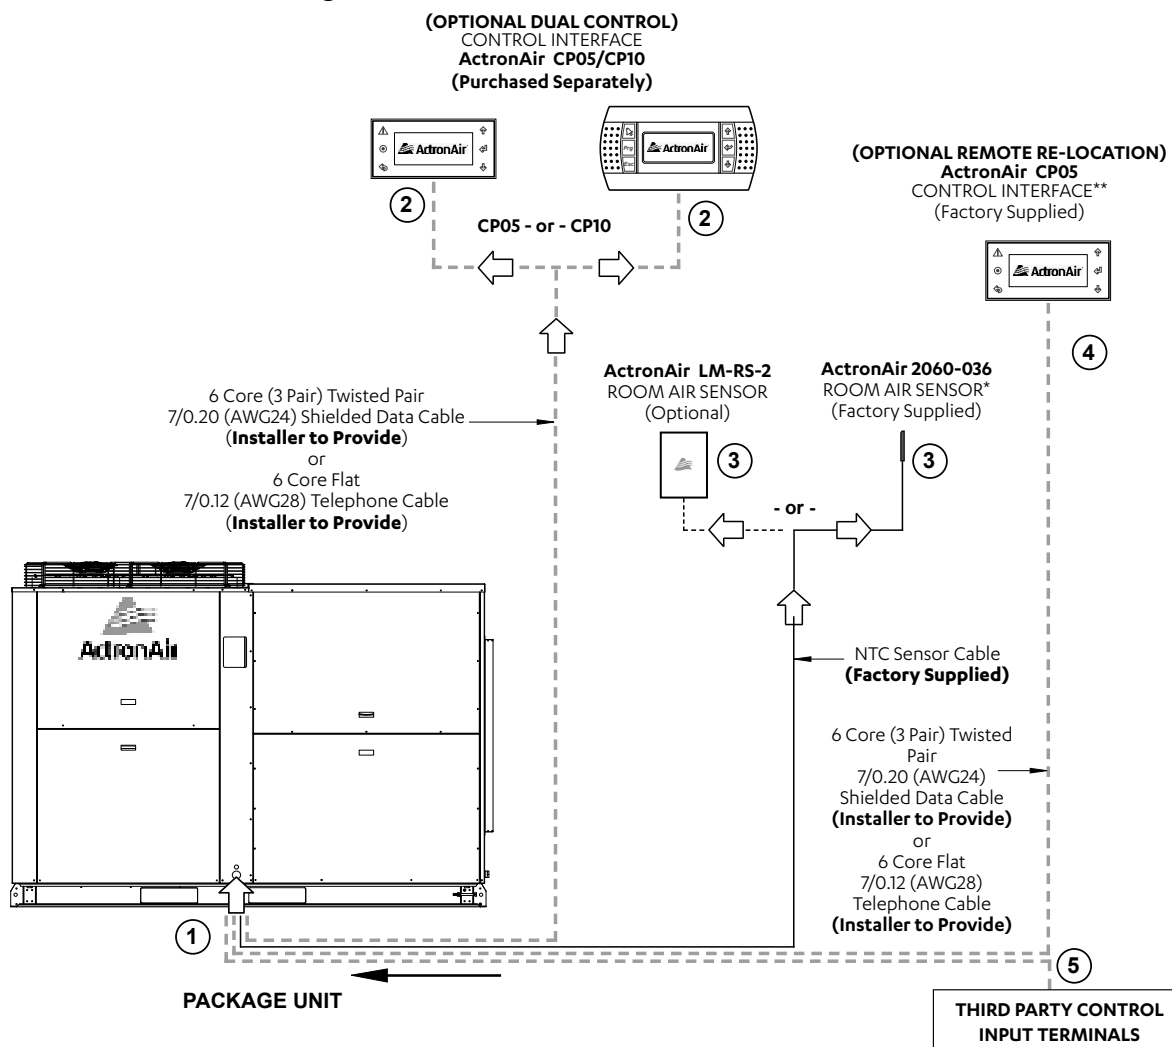 (OPTIONAL DUAL CONTROL)
CONTROL INTERFACE
ActronAir CP05/CP10
(Purchased Separately)
ActronAir
Prg
Esc
ActronAir
2
2
CP05 - or - CP10
(OPTIONAL REMOTE RE-LOCATION)
ActronAir CP05
CONTROL INTERFACE**
(Factory Supplied)
ActronAir
4
6 Core (3 Pair) Twisted Pair
7/0.20 (AWG24) Shielded Data Cable
(Installer to Provide)
or
6 Core Flat
7/0.12 (AWG28) Telephone Cable
(Installer to Provide)
ActronAir LM-RS-2
ROOM AIR SENSOR
(Optional)
3
ActronAir 2060-036
ROOM AIR SENSOR*
(Factory Supplied)
3
- or -
ActronAir
NTC Sensor Cable
(Factory Supplied)
6 Core (3 Pair) Twisted
Pair
7/0.20 (AWG24)
Shielded Data Cable
(Installer to Provide)
or
6 Core Flat
7/0.12 (AWG28)
Telephone Cable
(Installer to Provide)
1
5
PACKAGE UNIT
THIRD PARTY CONTROL
INPUT TERMINALS